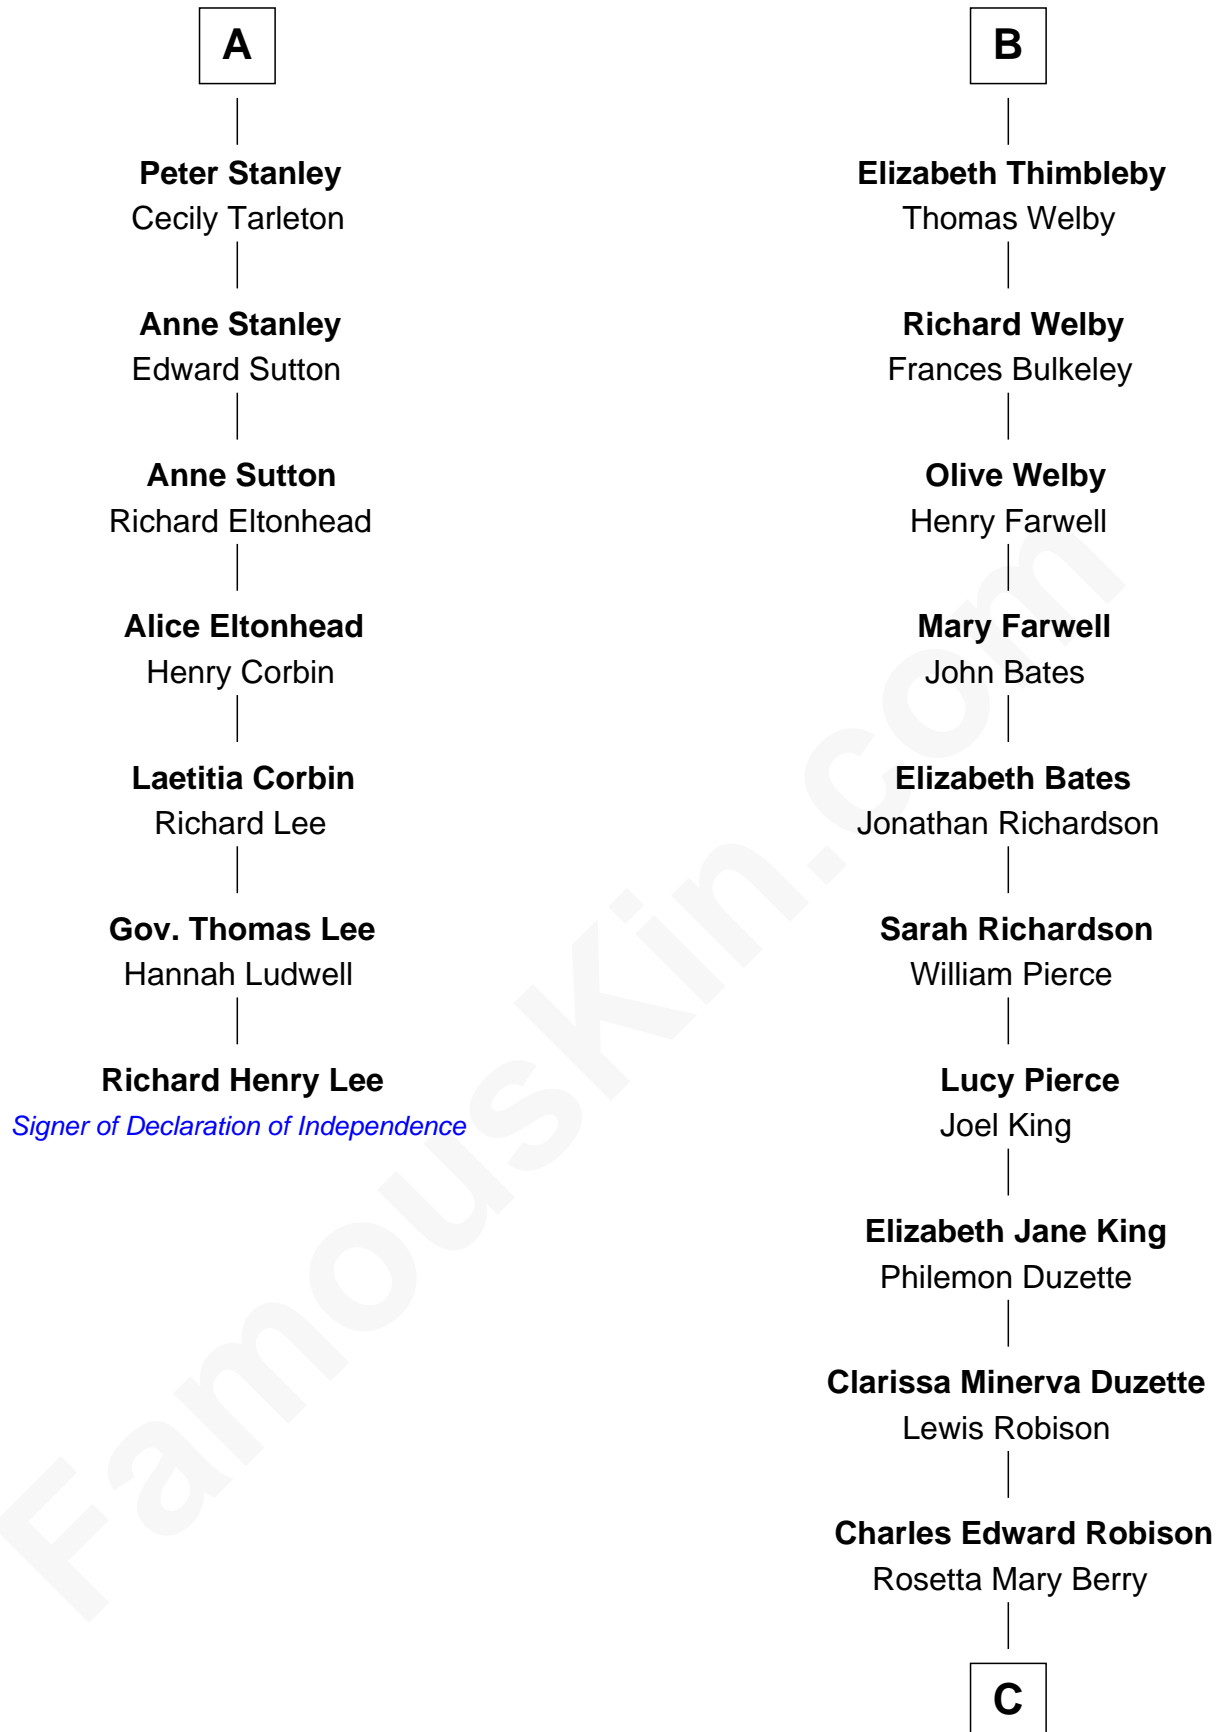 A
Peter Stanley
Cecily Tarleton
Anne Stanley
Edward Sutton
Anne Sutton
Richard Eltonhead
Alice Eltonhead
Henry Corbin
Laetitia Corbin
Richard Lee
Gov. Thomas Lee
Hannah Ludwell
Richard Henry Lee
Signer of Declaration of Independence
B
Elizabeth Thimbleby
Thomas Welby
Richard Welby
Frances Bulkeley
Olive Welby
Henry Farwell
Mary Farwell
John Bates
Elizabeth Bates
Jonathan Richardson
Sarah Richardson
William Pierce
Lucy Pierce
Joel King
Elizabeth Jane King
Philemon Duzette
Clarissa Minerva Duzette
Lewis Robison
Charles Edward Robison
Rosetta Mary Berry
C
FamousKin.com